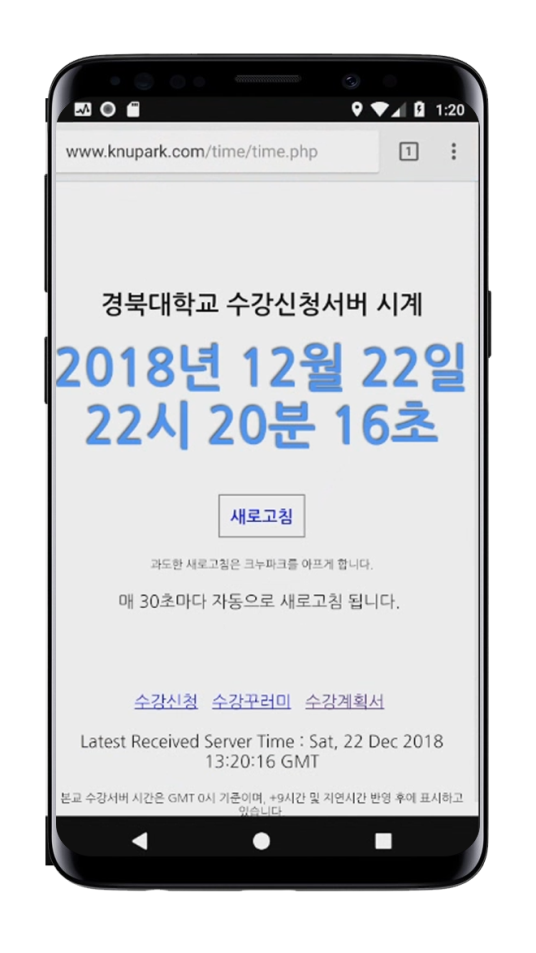 1:20
www.knupark.com/time/time.php
1
경북대학교 수강신청서버 시계
2018년 12월 22일
22시 20분 16초
새로고침
과도한 새로고침은 크누파크를 아프게 합니다.
매 30초마다 자동으로 새로고침 됩니다.
수강신청 수강꾸러미 수강계획서
Latest Received Server Time : Sat, 22 Dec 2018
13:20:16 GMT
본교 수강서버 시간은 GMT 0시 기준이며, +9시간 및 지연시간 반영 후에 표시하고
있습니다